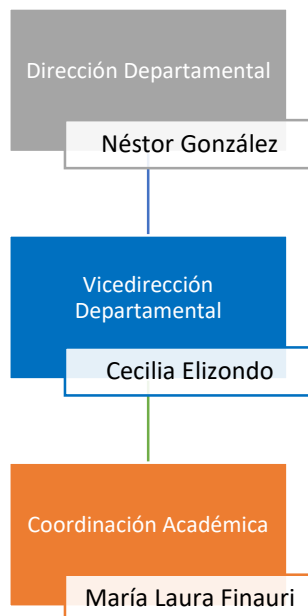 Dirección Departamental
Néstor González
Vicedirección
Departamental
Cecilia Elizondo
Coordinación Académica
María Laura Finauri